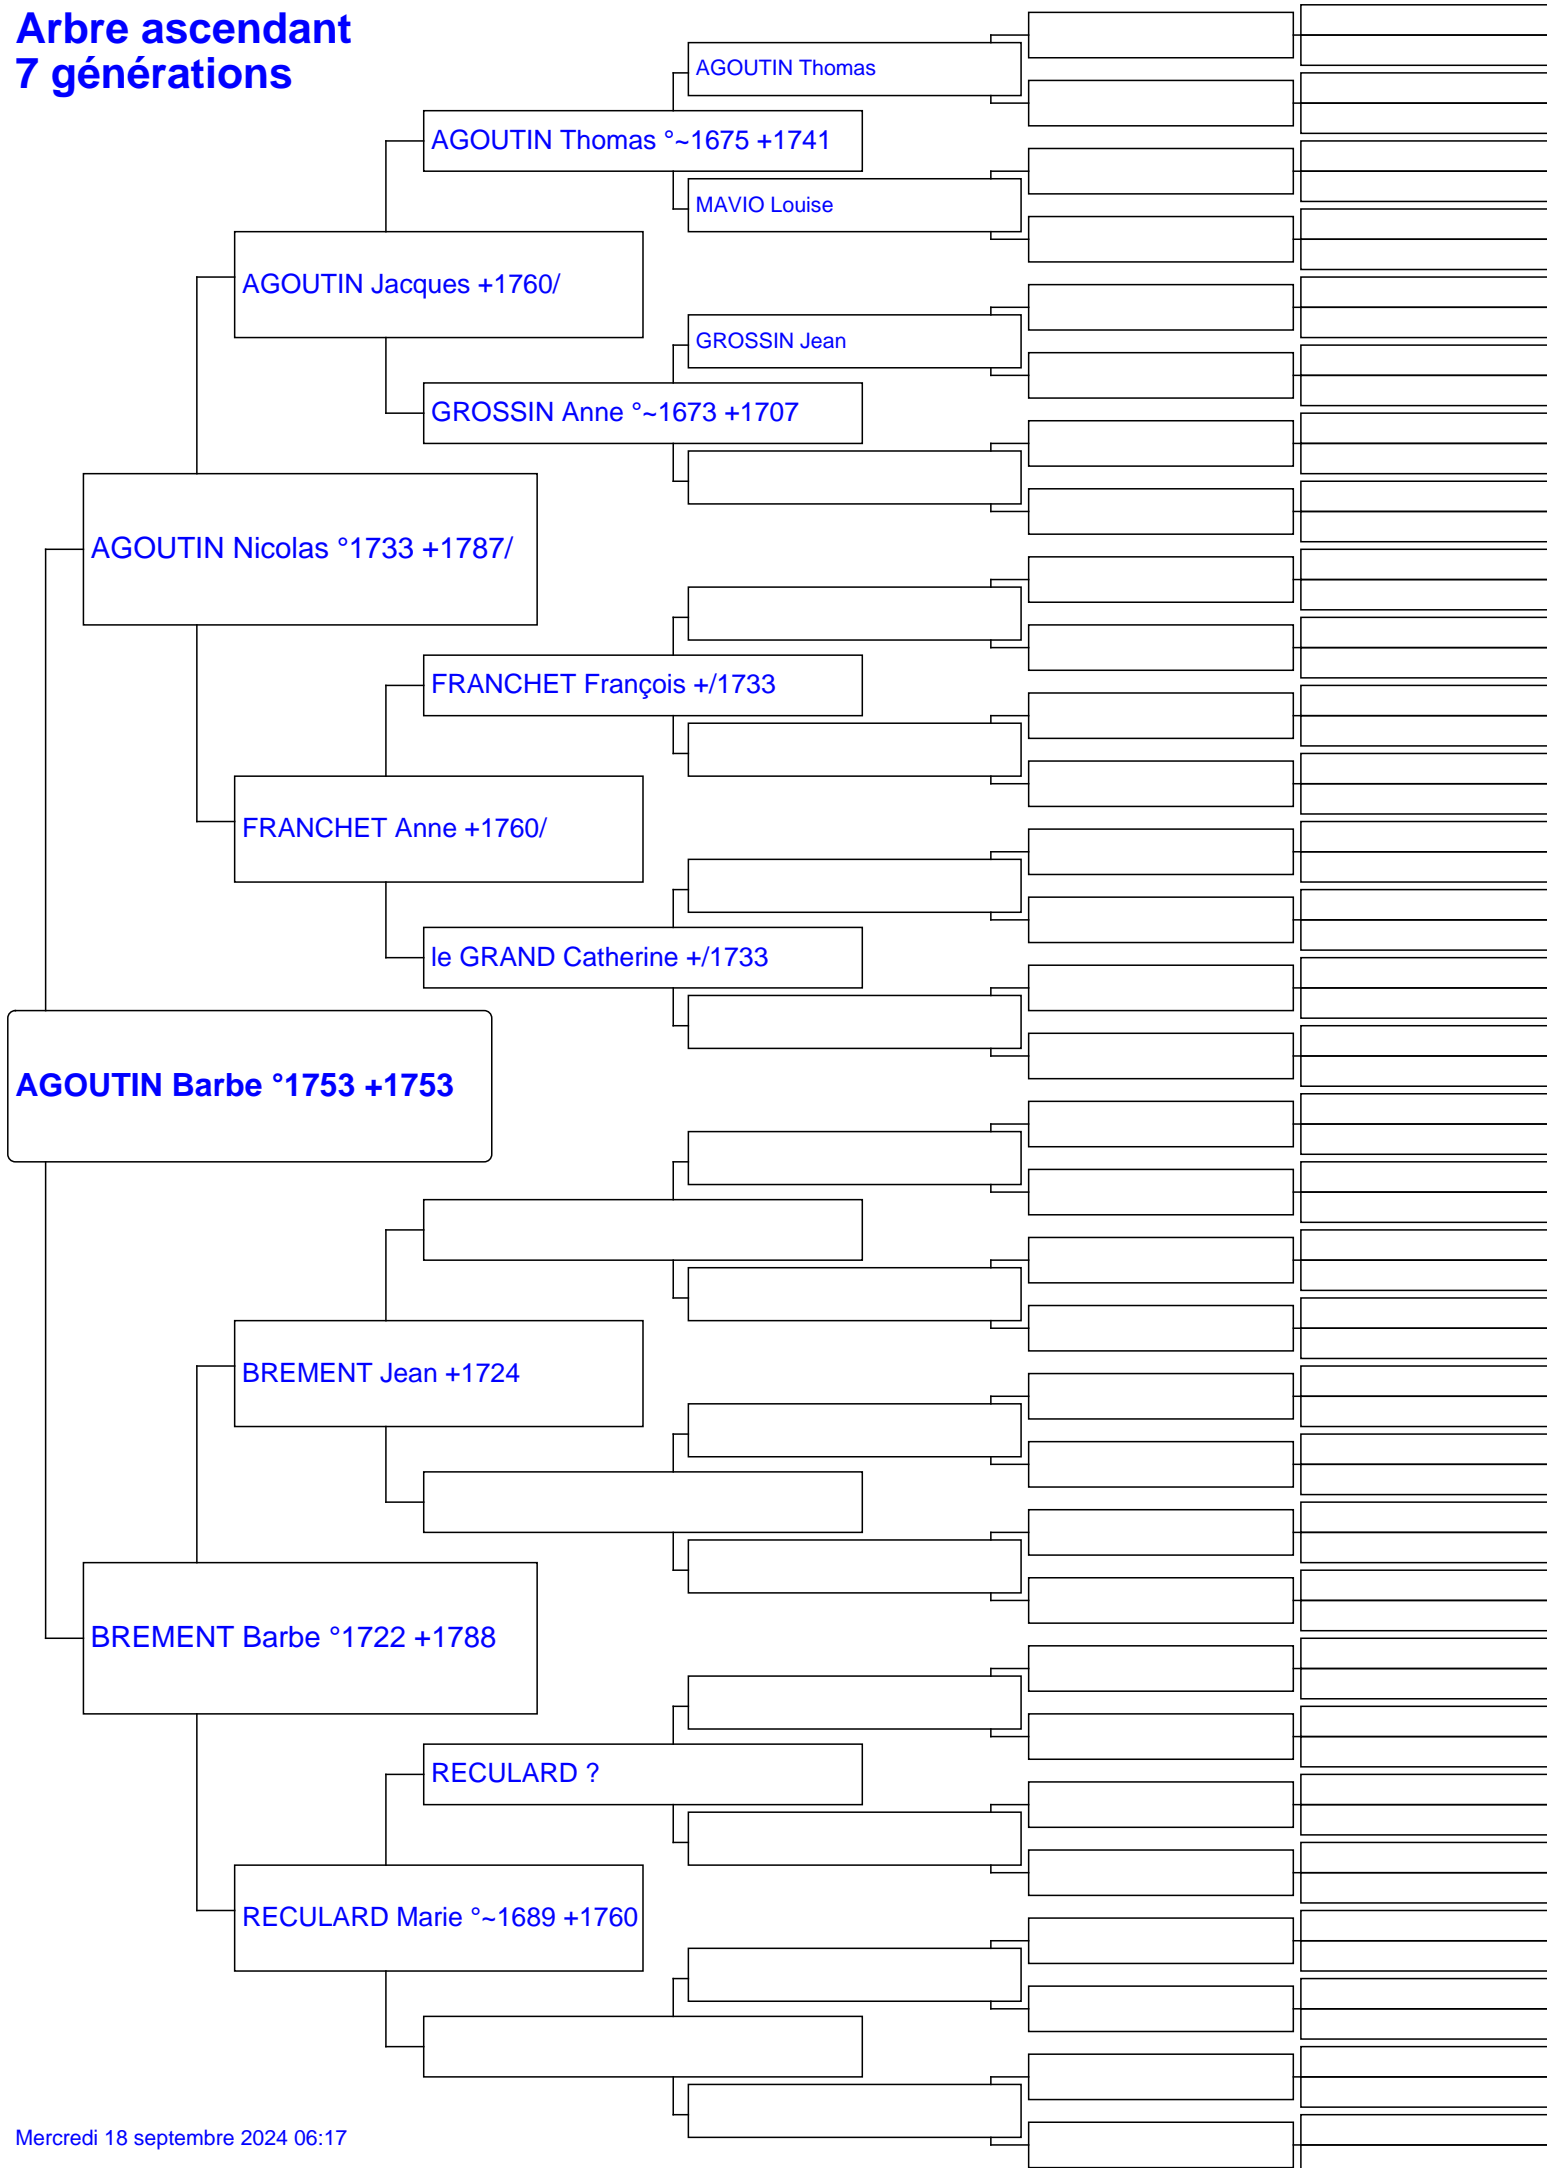 Arbre ascendant
7 générations
AGOUTIN Thomas
AGOUTIN Thomas °~1675 +1741
MAVIO Louise
AGOUTIN Jacques +1760/
GROSSIN Jean
GROSSIN Anne °~1673 +1707
AGOUTIN Nicolas °1733 +1787/
FRANCHET François +/1733
FRANCHET Anne +1760/
le GRAND Catherine +/1733
AGOUTIN Barbe °1753 +1753
BREMENT Jean +1724
BREMENT Barbe °1722 +1788
RECULARD ?
RECULARD Marie °~1689 +1760
Mercredi 18 septembre 2024 06:17